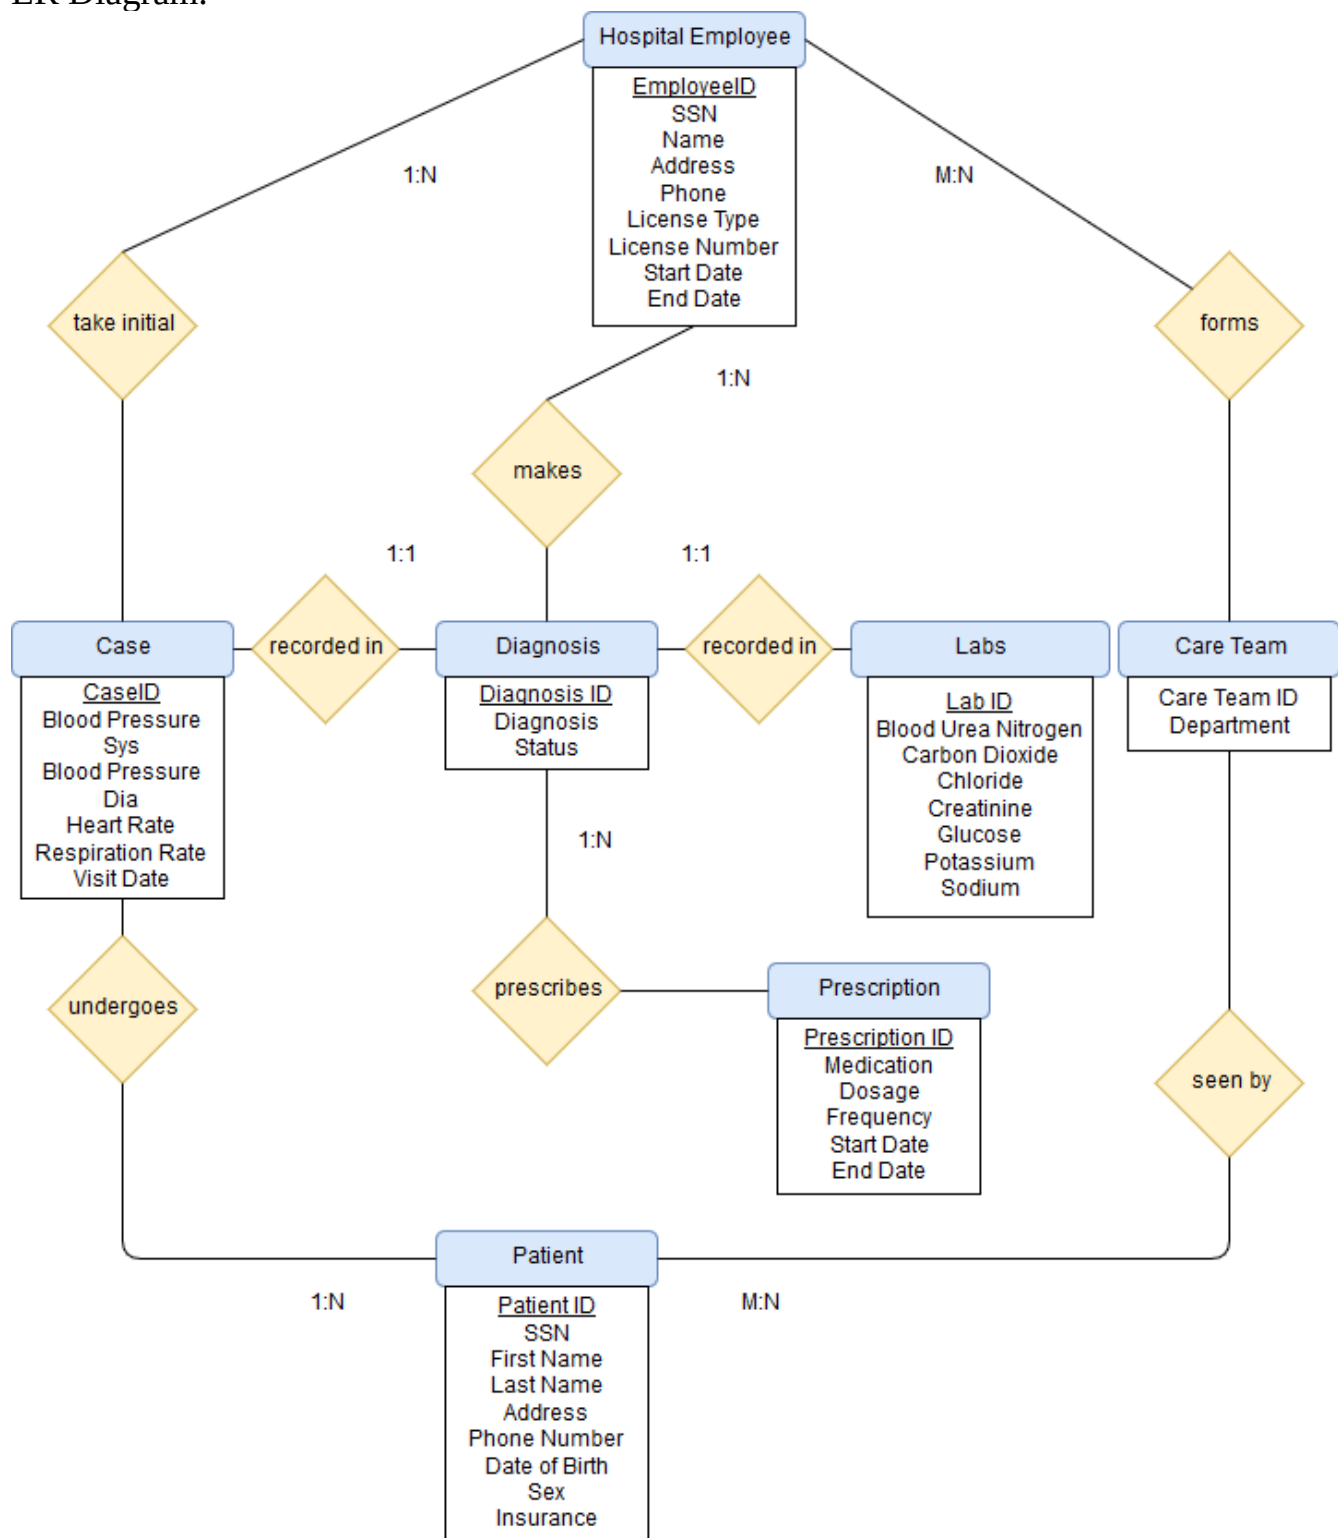 ER Diagram:
Hospital Employee
EmployeeID
SSN
Name
Address
Phone
License Type
License Number
Start Date
End Date
1:N
M:N
take initial
forms
1:N
makes
1:1
1:1
Case
recorded in
Diagnosis
recorded in
Labs
Care Team
CaseID
Blood Pressure
Sys
Blood Pressure
Dia
Heart Rate
Respiration Rate
Visit Date
Diagnosis ID
Diagnosis
Status
Lab ID
Blood Urea Nitrogen
Carbon Dioxide
Chloride
Creatinine
Glucose
Potassium
Sodium
Care Team ID
Department
1:N
undergoes
prescribes
Prescription
Prescription ID
Medication
Dosage
Frequency
Start Date
End Date
seen by
Patient
1:N
M:N
Patient ID
SSN
First Name
Last Name
Address
Phone Number
Date of Birth
Sex
Insurance